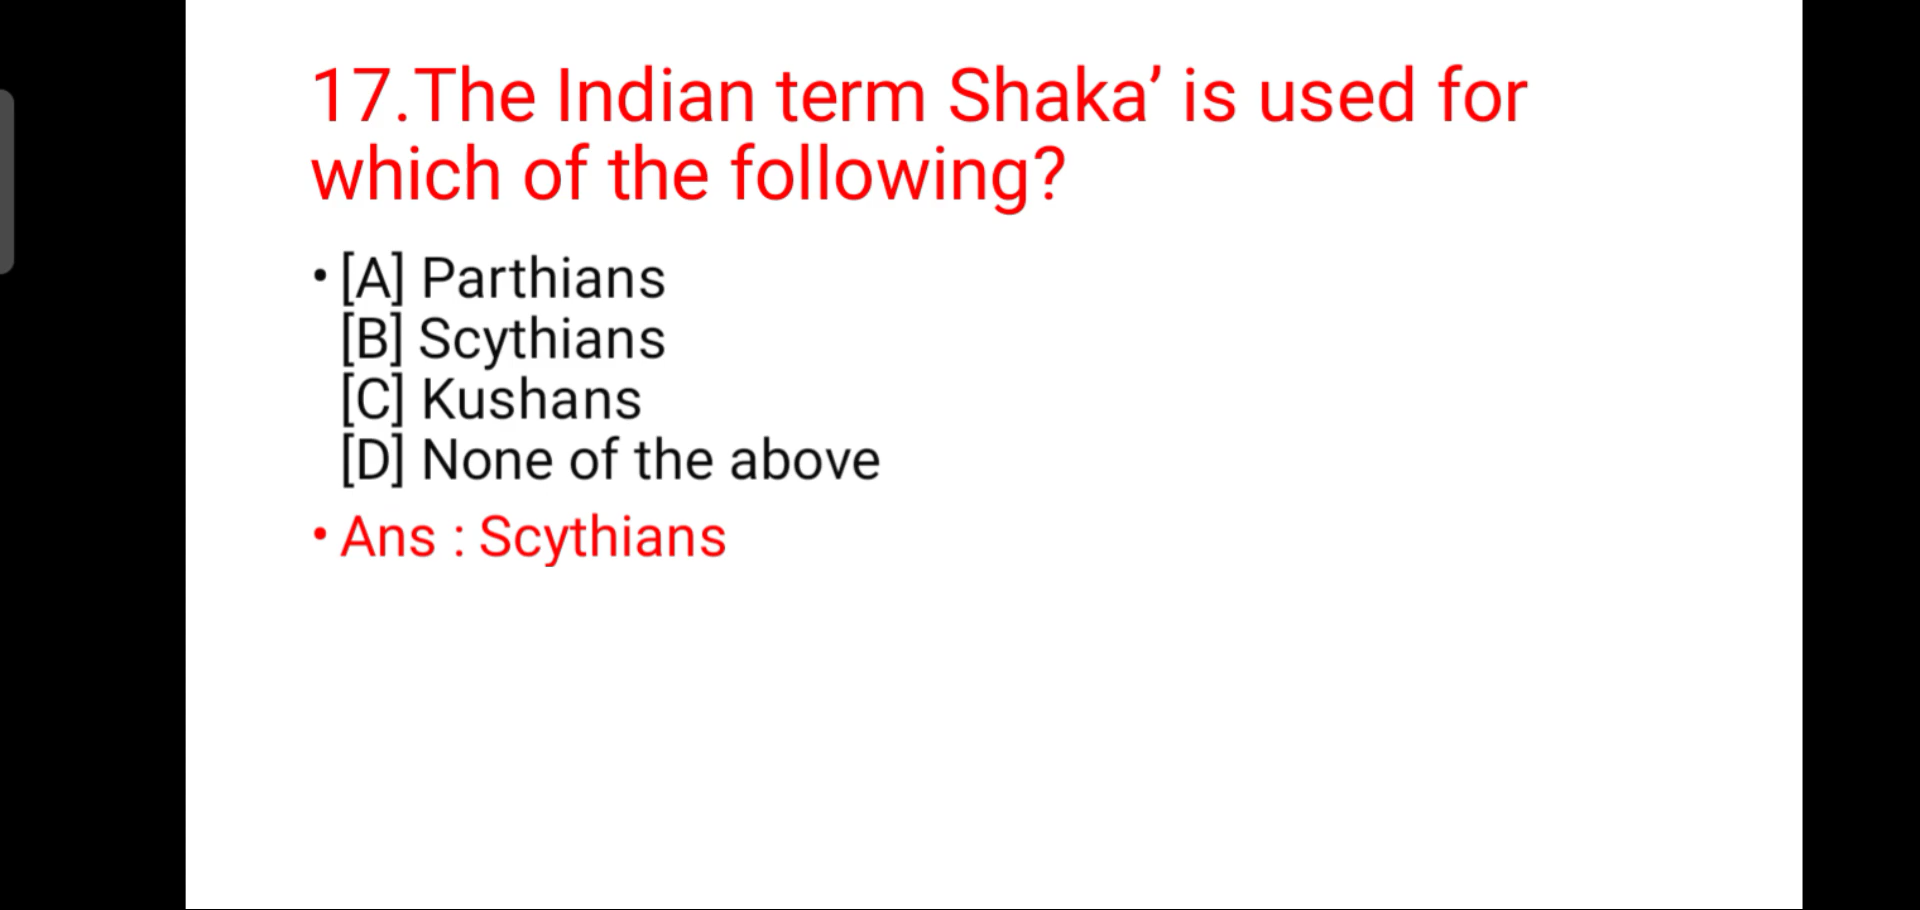 17.The Indian term Shaka’ is used for
which of the following?
• [A] Parthians
[B] Scythians
[C] Kushans
[D] None of the above
• Ans : Scythians